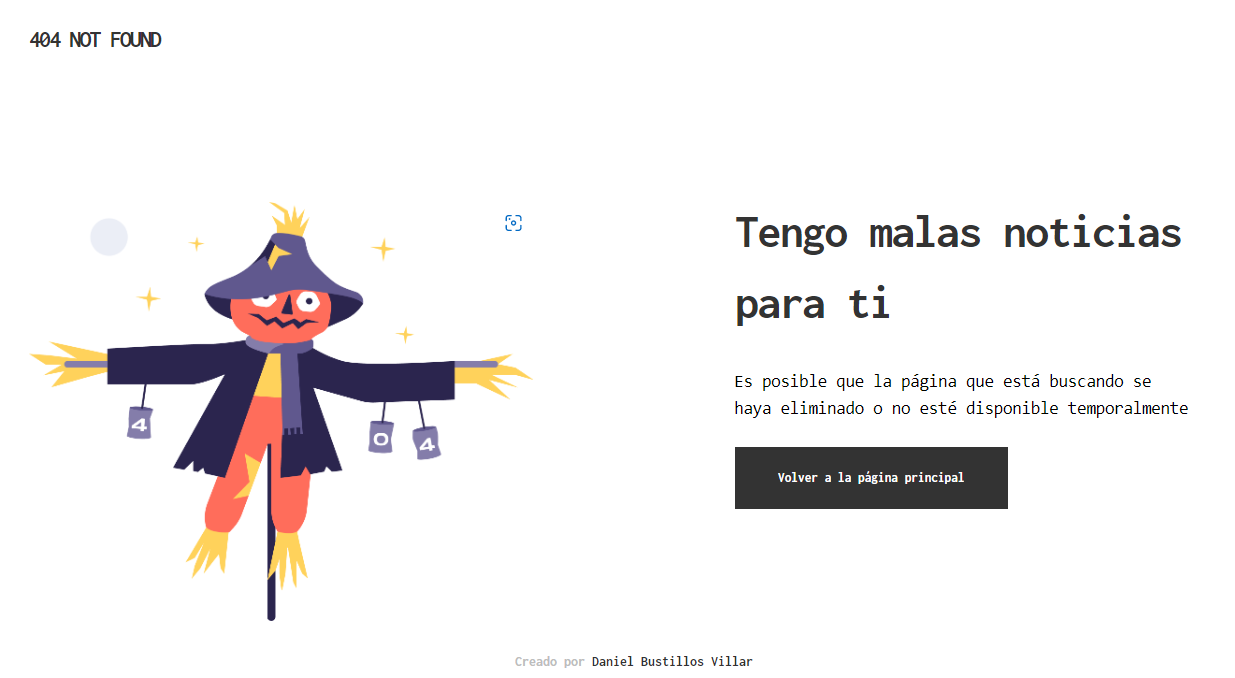 404 NOT FOUND
Tengo malas noticias
para ti
Es posible que la página que está buscando se
haya eliminado o no esté disponible temporalmente
4
0
4
Volver a la página principal
Creado por Daniel Bustillos Villar